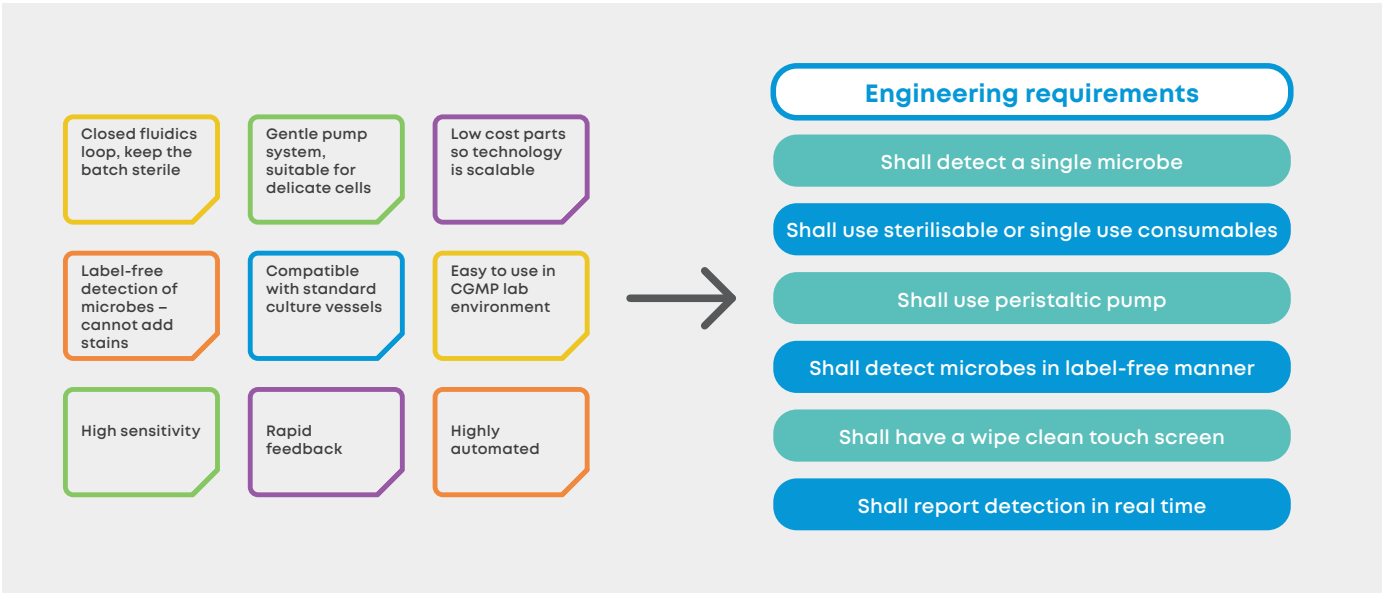 Closed fluidics
loop, keep the
batch sterile
Gentle pump
system,
suitable for
delicate cells
Low cost parts
so technology
is scalable
Label-free
detection of
microbes –
cannot add
stains
Compatible
with standard
culture vessels
Easy to use in
CGMP lab
environment
High sensitivity
Rapid
feedback
Highly
automated
Engineering requirements
Shall detect a single microbe
Shall use sterilisable or single use consumables
Shall use peristaltic pump
Shall detect microbes in label-free manner
Shall have a wipe clean touch screen
Shall report detection in real time